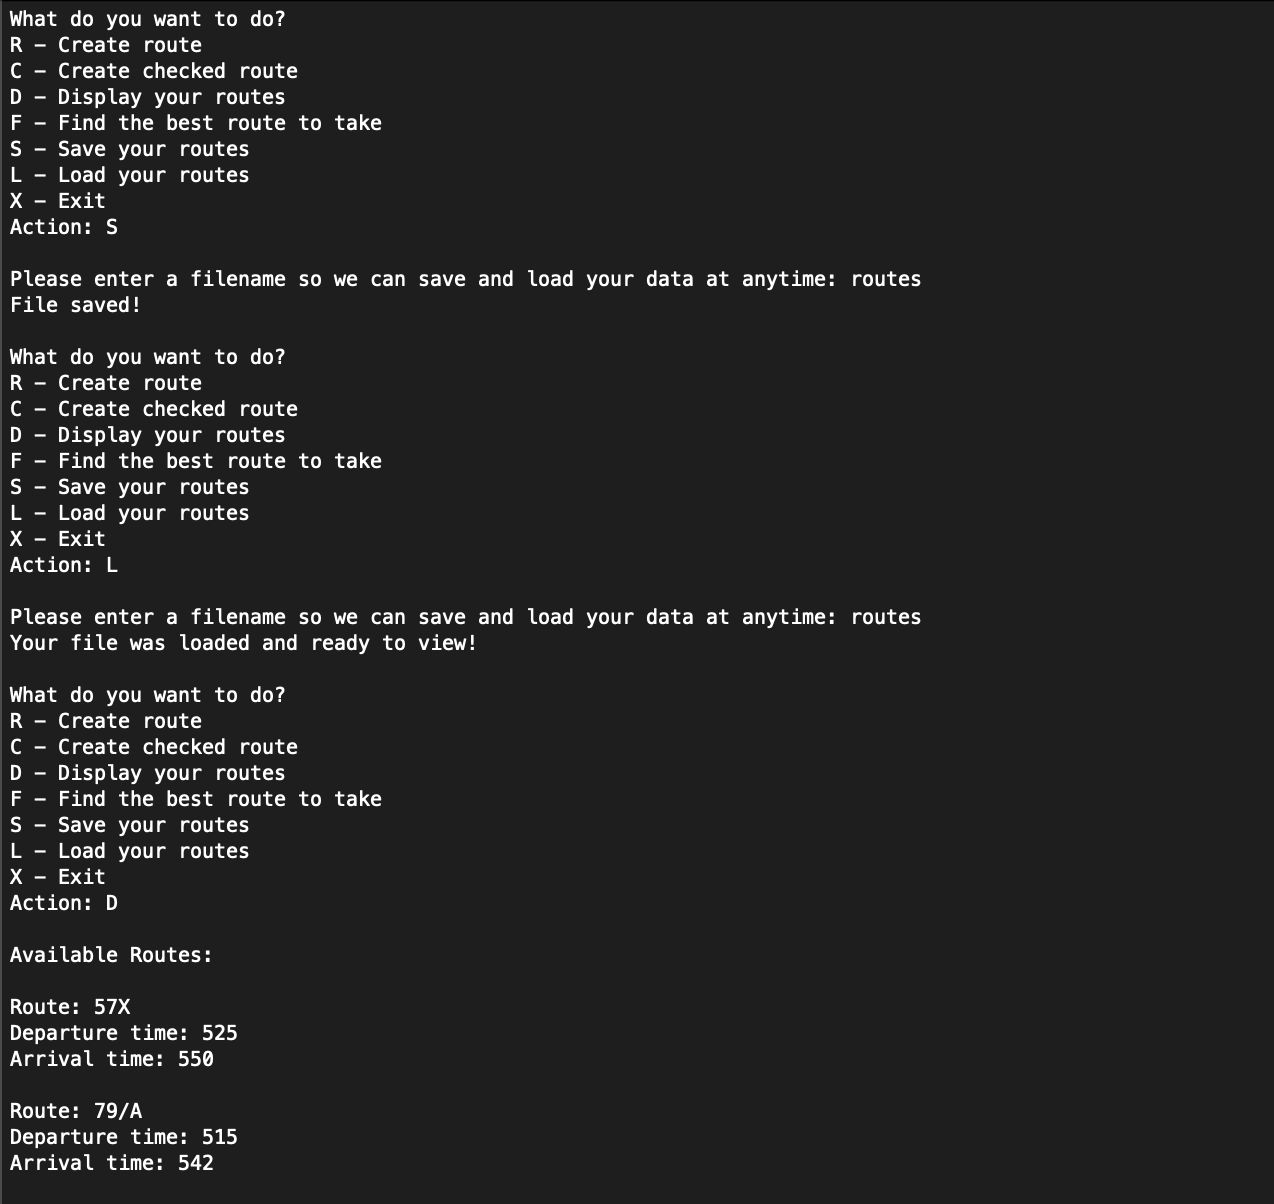 What do you want to do?
R – Create route
C – Create checked route
D – Display your routes
F – Find the best route to take
S – Save your routes
L – Load your routes
X – Exit
Action: S
Please enter a filename so we can save and load your data at anytime: routes
File saved!
What do you want to do?
R – Create route
C – Create checked route
D – Display your routes
F – Find the best route to take
S – Save your routes
L – Load your routes
X – Exit
Action: L
Please enter a filename so we can save and load your data at anytime: routes
Your file was loaded and ready to view!
What do you want to do?
R – Create route
C – Create checked route
D – Display your routes
F – Find the best route to take
S – Save your routes
L – Load your routes
X – Exit
Action: D
Available Routes:
Route: 57X
Departure time: 525
Arrival time: 550
Route: 79/A
Departure time: 515
Arrival time: 542